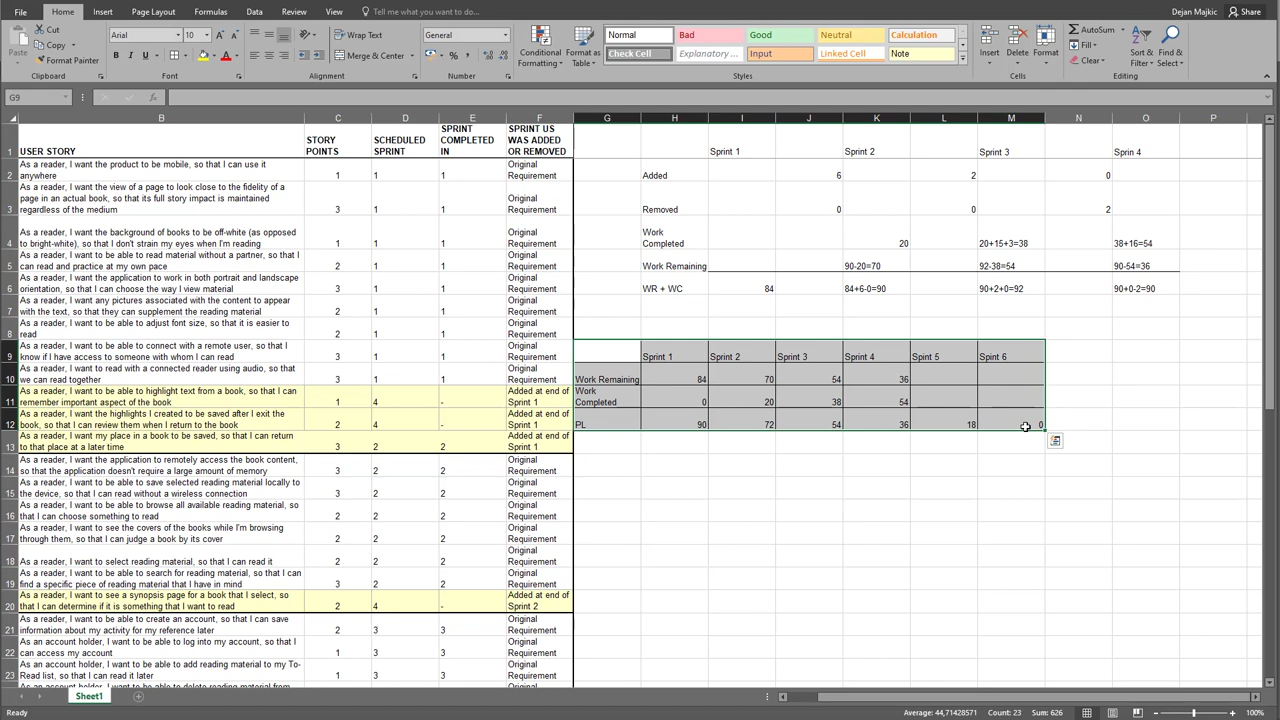 File Home Insert Page Layout Formulas Data Review View Tell me what you want to do... Dejan Majkic Share
Cut
Copy
Format Painter
Paste
Clipboard
Arial 10
Font
Wrap Text
Merge & Center
Alignment
General
Number
Conditional Formatting
Format as Table
Normal Bad Good Neutral Calculation
Check Cell Explanatory ... Input Linked Cell Note
Styles
Insert Delete Format
Cells
AutoSum
Fill
Clear
Sort & Filter
Find & Select
Editing
G9 fx
B C D E F G H I J K L M N O P
1 USER STORY STORY POINTS SCHEDULED SPRINT SPRINT COMPLETED IN SPRINT US WAS ADDED OR REMOVED Sprint 1 Sprint 2 Sprint 3 Sprin 4
2 As a reader, I want the product to be mobile, so that I can use it anywhere 1 1 1 Original Requirement Added 6 2 0
3 As a reader, I want the view of a page to look close to the fidelity of a page in an actual book, so that its full story impact is maintained regardless of the medium 3 1 1 Original Requirement Removed 0 0 2
4 As a reader, I want the background of books to be off-white (as opposed to bright-white), so that I don't strain my eyes when I'm reading 1 1 1 Original Requirement Work Completed 20 20+15+3=38 38+16=54
5 As a reader, I want to be able to read material without a partner, so that I can read and practice at my own pace 2 1 1 Original Requirement Work Remaining 90-20=70 92-38=54 90-54=36
6 As a reader, I want the application to work in both portrait and landscape orientation, so that I can choose the way I view material 3 1 1 Original Requirement WR + WC 84 84+6-0=90 90+2+0=92 90+0-2=90
7 As a reader, I want any pictures associated with the content to appear with the text, so that they can supplement the reading material 2 1 1 Original Requirement
8 As a reader, I want to be able to adjust font size, so that it is easier to read 2 1 1 Original Requirement
9 As a reader, I want to be able to connect with a remote user, so that I know if I have access to someone with whom I can read 3 1 1 Original Requirement Sprint 1 Sprint 2 Sprint 3 Sprint 4 Sprint 5 Sprint 6
10 As a reader, I want to read with a connected reader using audio, so that we can read together 3 1 1 Original Requirement Work Remaining 84 70 54 36
11 As a reader, I want to be able to highlight text from a book, so that I can remember important aspect of the book 1 4 - Added at end of Sprint 1 Work Completed 0 20 38 54
12 As a reader, I want the highlights I created to be saved after I exit the book, so that I can review them when I return to the book 2 4 - Added at end of Sprint 1 PL 90 72 54 36 18 0
13 As a reader, I want my place in a book to be saved, so that I can return to that place at a later time 3 2 2 Added at end of Sprint 1
14 As a reader, I want the application to remotely access the book content, so that the application doesn't require a large amount of memory 3 2 2 Original Requirement
15 As a reader, I want to be able to save selected reading material locally to the device, so that I can read without a wireless connection 3 2 2 Original Requirement
16 As a reader, I want to be able to browse all available reading material, so that I can choose something to read 2 2 2 Original Requirement
17 As a reader, I want to see the covers of the books while I'm browsing through them, so that I can judge a book by its cover 2 2 2 Original Requirement
18 As a reader, I want to select reading material, so that I can read it 2 2 2 Original Requirement
19 As a reader, I want to be able to search for reading material, so that I can find a specific piece of reading material that I have in mind 3 2 2 Original Requirement
20 As a reader, I want to see a synopsis page for a book that I select, so that I can determine if it is something that I want to read 2 4 - Added at end of Sprint 2
21 As a reader, I want to be able to create an account, so that I can save information about my activity for my reference later 2 3 3 Original Requirement
22 As an account holder, I want to be able to log into my account, so that I can access my account 1 3 3 Original Requirement
23 As an account holder, I want to be able to add reading material to my To-Read list, so that I can read it later 1 3 3 Original Requirement
As an account holder, I want to be able to delete reading material from Original
Sheet1
Ready Average: 44,71428571 Count: 23 Sum: 626 100%